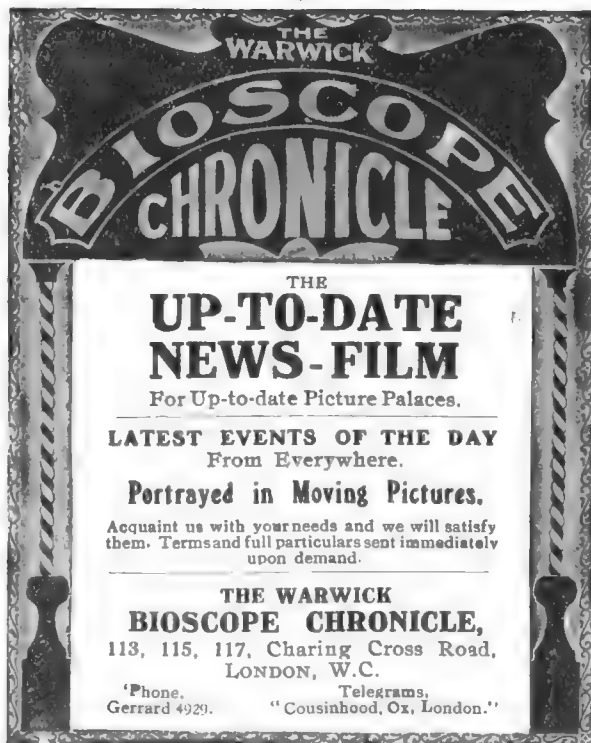 THE
WARWICK
BIOSCOPE
CHRONICLE
THE
UP-TO-DATE
NEWS-FILM
For Up-to-date Picture Palaces.
LATEST EVENTS OF THE DAY
From Everywhere.
Portrayed in Moving Pictures.
Acquaint us with your needs and we will satisfy
them. Terms and full particulars sent immediately
upon demand.
THE WARWICK
BIOSCOPE CHRONICLE,
113, 115, 117, Charing Cross Road,
LONDON, W.C.
'Phone, Telegrams,
Gerrard 4929. "Cousinhood, Ox, London."